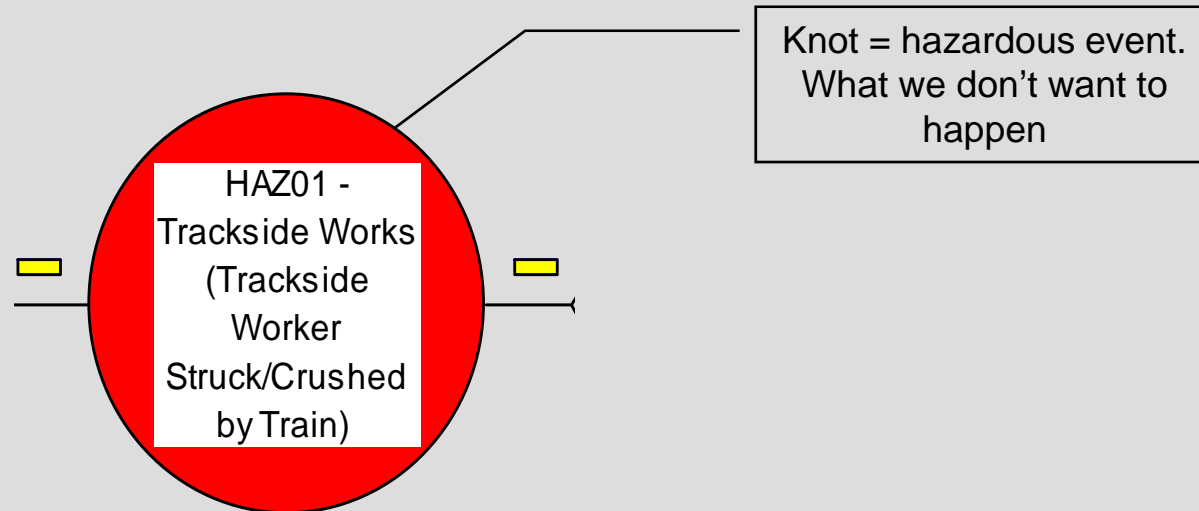 Knot = hazardous event.
What we don’t want to
happen
HAZ01 -
Trackside Works
(Trackside
Worker
Struck/Crushed
by Train)